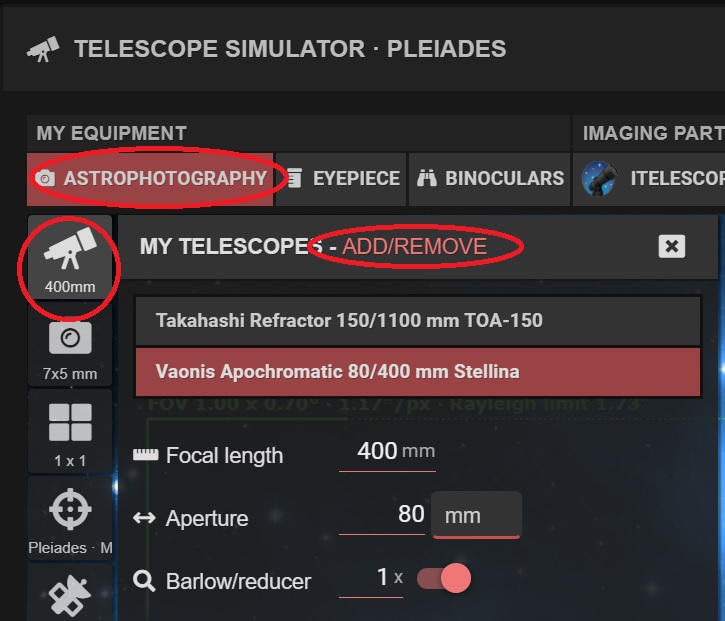 TELESCOPE SIMULATOR · PLEIADES
MY EQUIPMENT
IMAGING PART
ASTROPHOTOGRAPHY
EYEPIECE
BINOCULARS
ITELESCOP
400mm
MY TELESCOPES - ADD/REMOVE
Takahashi Refractor 150/1100 mm TOA-150
7x5 mm
Vaonis Apochromatic 80/400 mm Stellina
FOV 1.00 x 0.70° · 1.17"/px · Rayleigh limit 1.73"
1 x 1
Focal length 400 mm
Aperture 80 mm
Pleiades · M
Barlow/reducer 1 x